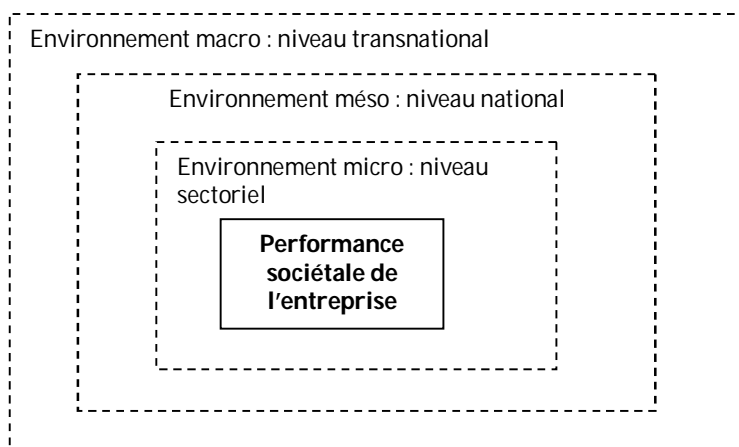 Environnement macro : niveau transnational
Environnement méso : niveau national
Environnement micro : niveau
sectoriel
Performance
sociétale de
l'entreprise